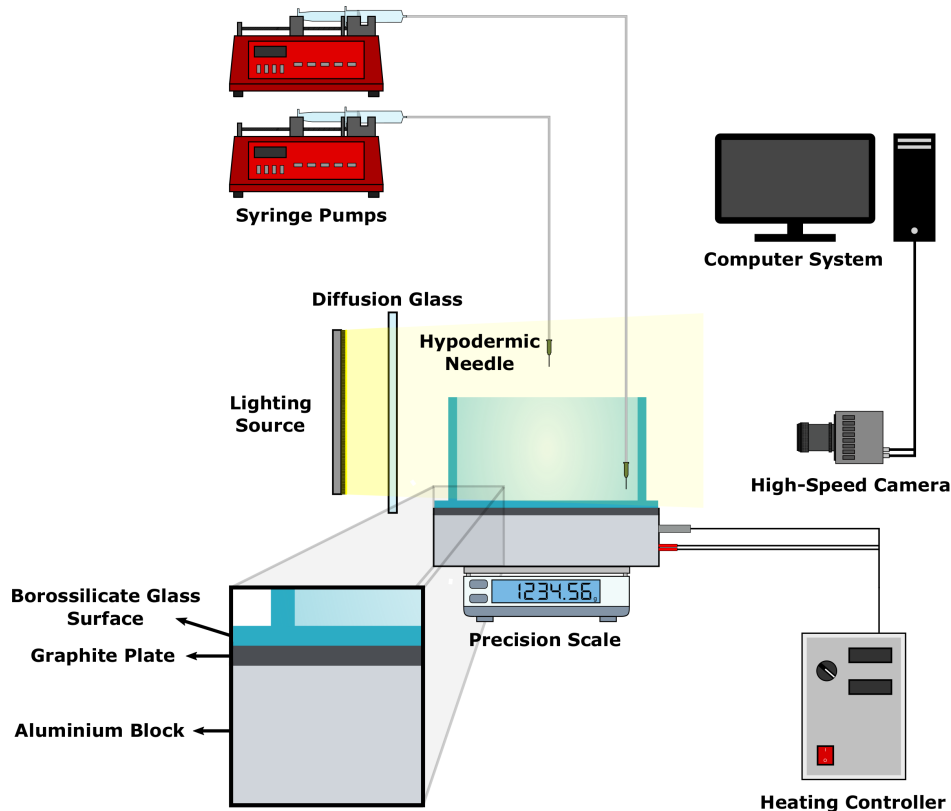 Syringe Pumps
Computer System
Diffusion Glass
Hypodermic
Needle
Lighting
Source
High-Speed Camera
1234.56g
Precision Scale
Borossilicate Glass
Surface
Graphite Plate
Aluminium Block
I
O
Heating Controller